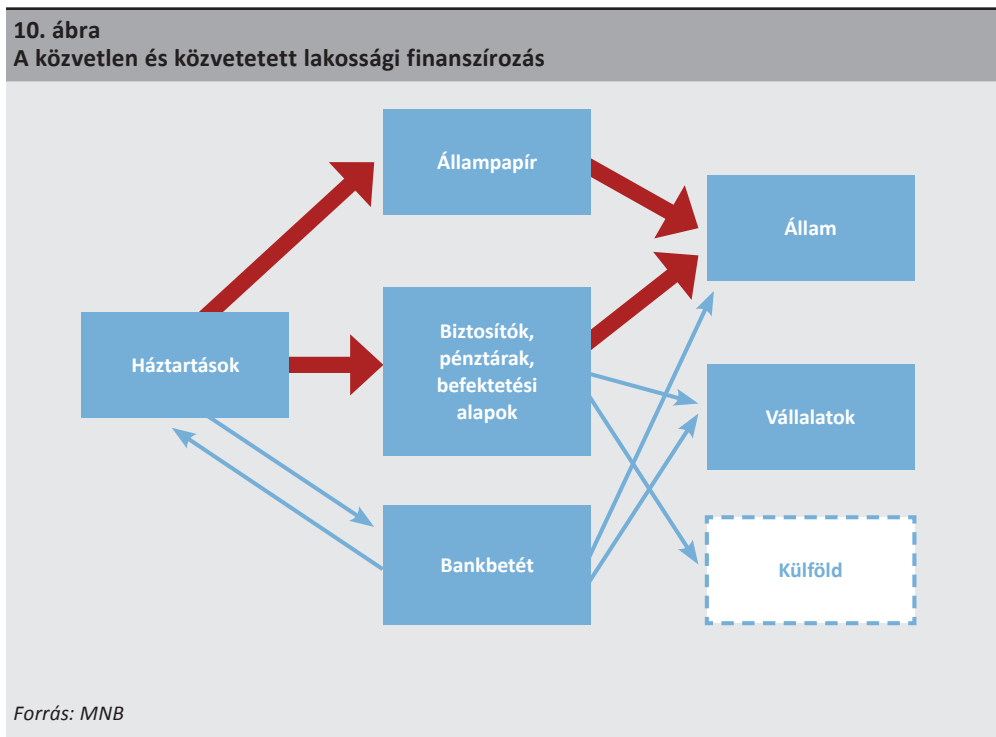 10. ábra
A közvetlen és közvetetett lakossági finanszírozás
Állampapír
Állam
Háztartások
Biztosítók,
pénztárak,
befektetési
alapok
Vállalatok
Bankbetét
Külföld
Forrás: MNB